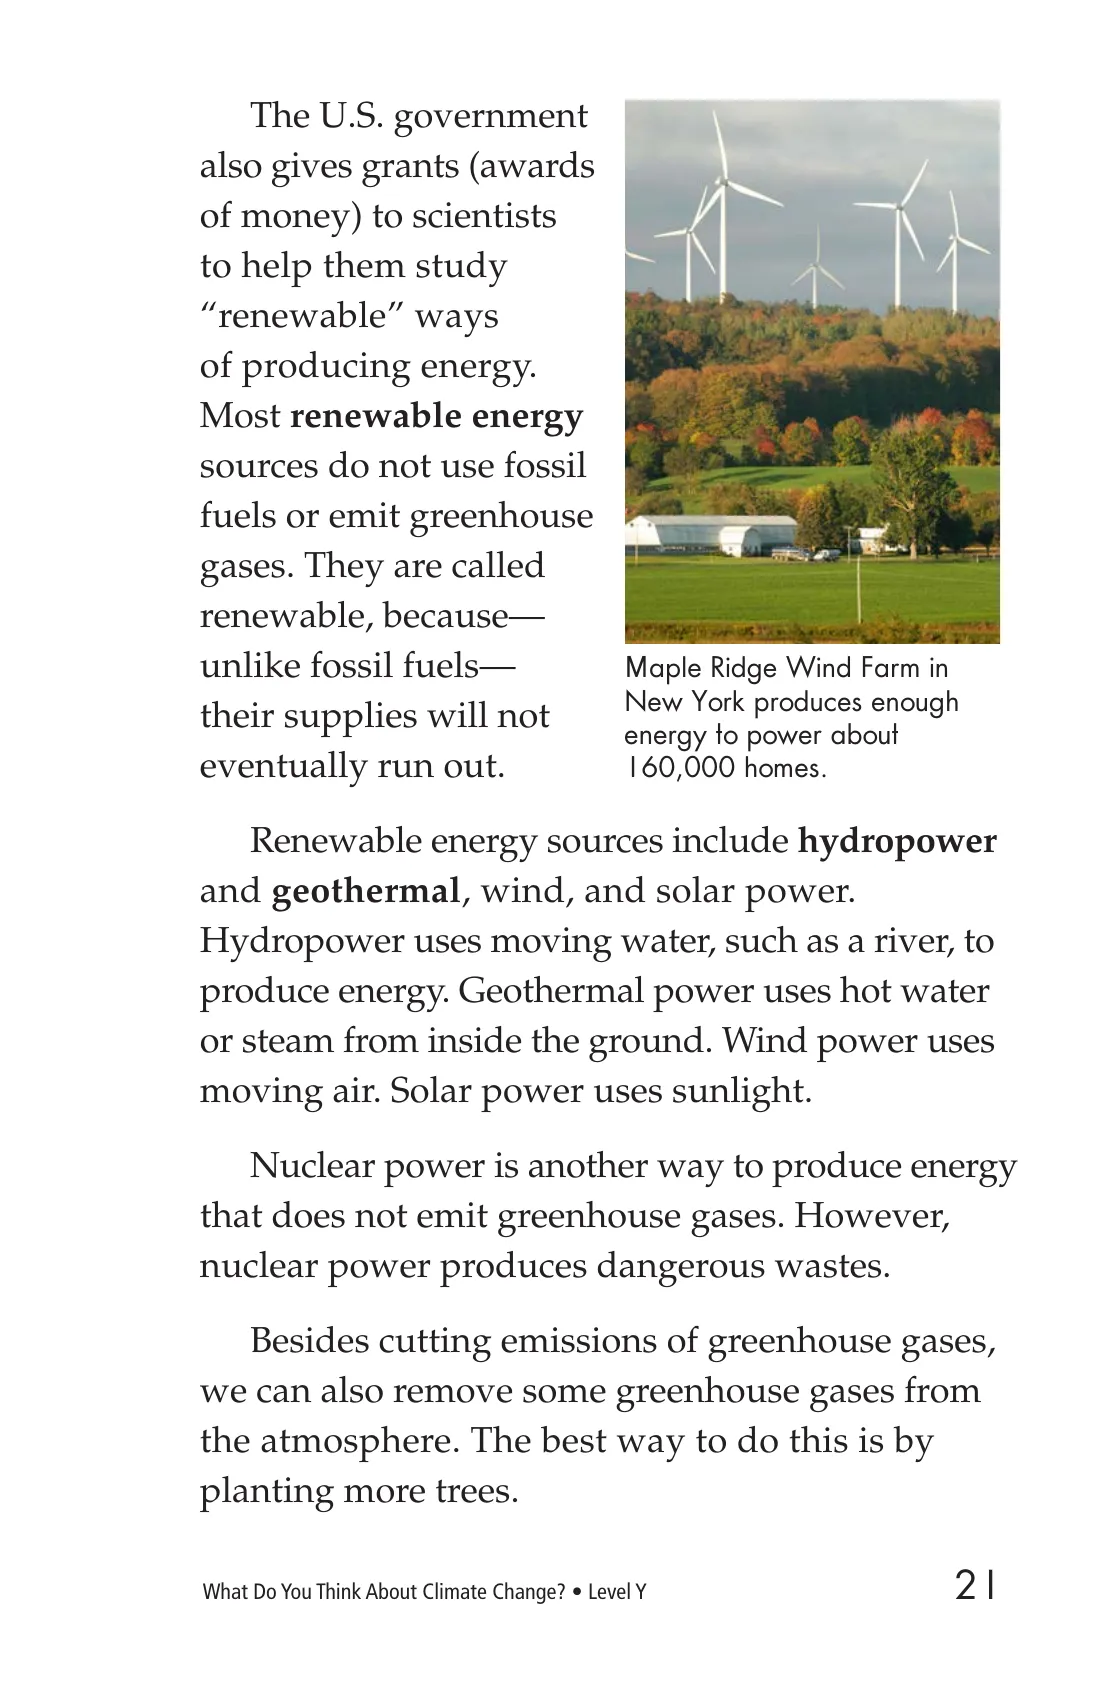 The U.S. government
also gives grants (awards
of money) to scientists
to help them study
“renewable” ways
of producing energy.
Most renewable energy
sources do not use fossil
fuels or emit greenhouse
gases. They are called
renewable, because—
unlike fossil fuels—
their supplies will not
eventually run out.
Maple Ridge Wind Farm in
New York produces enough
energy to power about
160,000 homes.
Renewable energy sources include hydropower
and geothermal, wind, and solar power.
Hydropower uses moving water, such as a river, to
produce energy. Geothermal power uses hot water
or steam from inside the ground. Wind power uses
moving air. Solar power uses sunlight.
Nuclear power is another way to produce energy
that does not emit greenhouse gases. However,
nuclear power produces dangerous wastes.
Besides cutting emissions of greenhouse gases,
we can also remove some greenhouse gases from
the atmosphere. The best way to do this is by
planting more trees.
What Do You Think About Climate Change? • Level Y
21